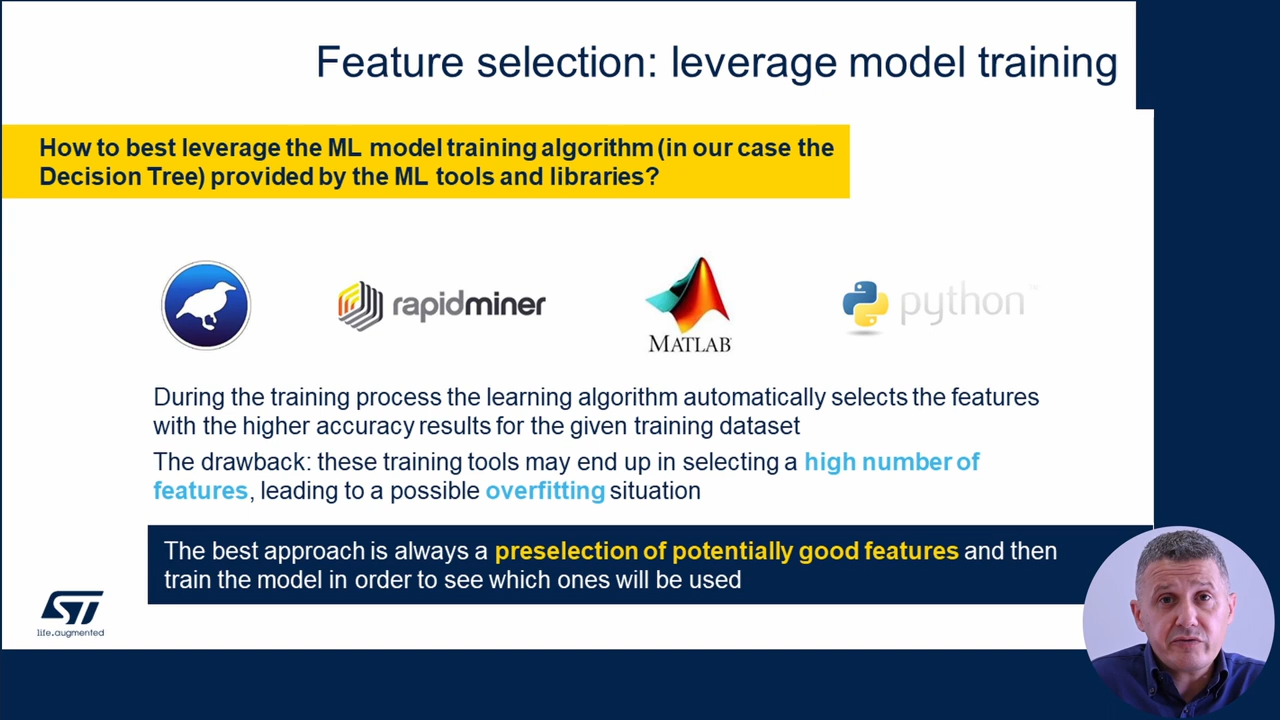 Feature selection: leverage model training
How to best leverage the ML model training algorithm (in our case the
Decision Tree) provided by the ML tools and libraries?
rapidminer
MATLAB
python™
During the training process the learning algorithm automatically selects the features
with the higher accuracy results for the given training dataset
The drawback: these training tools may end up in selecting a high number of
features, leading to a possible overfitting situation
The best approach is always a preselection of potentially good features and then
train the model in order to see which ones will be used
ST
life.augmented